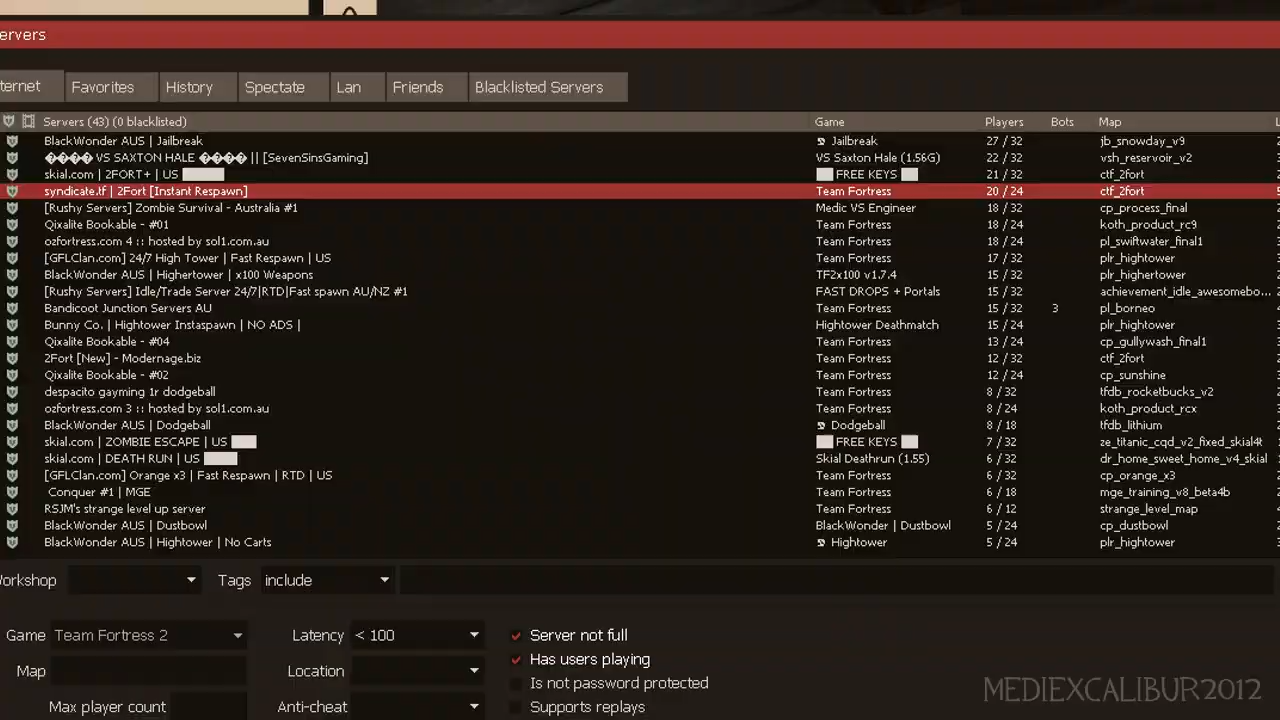 ervers
ternet Favorites History Spectate Lan Friends Blacklisted Servers
Servers (43) (0 blacklisted) Game Players Bots Map L
BlackWonder AUS | Jailbreak Jailbreak 27 / 32 jb_snowday_v9
���� VS SAXTON HALE ���� || [SevenSinsGaming] VS Saxton Hale (1.56G) 22 / 32 vsh_reservoir_v2
skial.com | 2FORT+ | US FREE KEYS 21 / 32 ctf_2fort
syndicate.tf | 2Fort [Instant Respawn] Team Fortress 20 / 24 ctf_2fort
[Rushy Servers] Zombie Survival - Australia #1 Medic VS Engineer 18 / 32 cp_process_final
Qixalite Bookable - #01 Team Fortress 18 / 24 koth_product_rc9
ozfortress.com 4 :: hosted by sol1.com.au Team Fortress 18 / 24 pl_swiftwater_final1
[GFLClan.com] 24/7 High Tower | Fast Respawn | US Team Fortress 17 / 32 plr_hightower
BlackWonder AUS | Highertower | x100 Weapons TF2x100 v1.7.4 15 / 32 plr_highertower
[Rushy Servers] Idle/Trade Server 24/7|RTD|Fast spawn AU/NZ #1 FAST DROPS + Portals 15 / 32 achievement_idle_awesomebo...
Bandicoot Junction Servers AU Team Fortress 15 / 32 3 pl_borneo
Bunny Co. | Hightower Instaspawn | NO ADS | Hightower Deathmatch 15 / 24 plr_hightower
Qixalite Bookable - #04 Team Fortress 13 / 24 cp_gullywash_final1
2Fort [New] - Modernage.biz Team Fortress 12 / 32 ctf_2fort
Qixalite Bookable - #02 Team Fortress 12 / 24 cp_sunshine
despacito gayming 1r dodgeball Team Fortress 8 / 32 tfdb_rocketbucks_v2
ozfortress.com 3 :: hosted by sol1.com.au Team Fortress 8 / 24 koth_product_rcx
BlackWonder AUS | Dodgeball Dodgeball 8 / 18 tfdb_lithium
skial.com | ZOMBIE ESCAPE | US FREE KEYS 7 / 32 ze_titanic_cqd_v2_fixed_skial4t
skial.com | DEATH RUN | US Skial Deathrun (1.55) 6 / 32 dr_home_sweet_home_v4_skial
[GFLClan.com] Orange x3 | Fast Respawn | RTD | US Team Fortress 6 / 32 cp_orange_x3
Conquer #1 | MGE Team Fortress 6 / 18 mge_training_v8_beta4b
RSJM's strange level up server Team Fortress 6 / 12 strange_level_map
BlackWonder AUS | Dustbowl BlackWonder | Dustbowl 5 / 24 cp_dustbowl
BlackWonder AUS | Hightower | No Carts Hightower 5 / 24 plr_hightower
Workshop Tags include
Game Team Fortress 2 Latency < 100 Server not full
Has users playing
Map Location Is not password protected
Max player count Anti-cheat Supports replays
MEDIEXCALIBUR2012